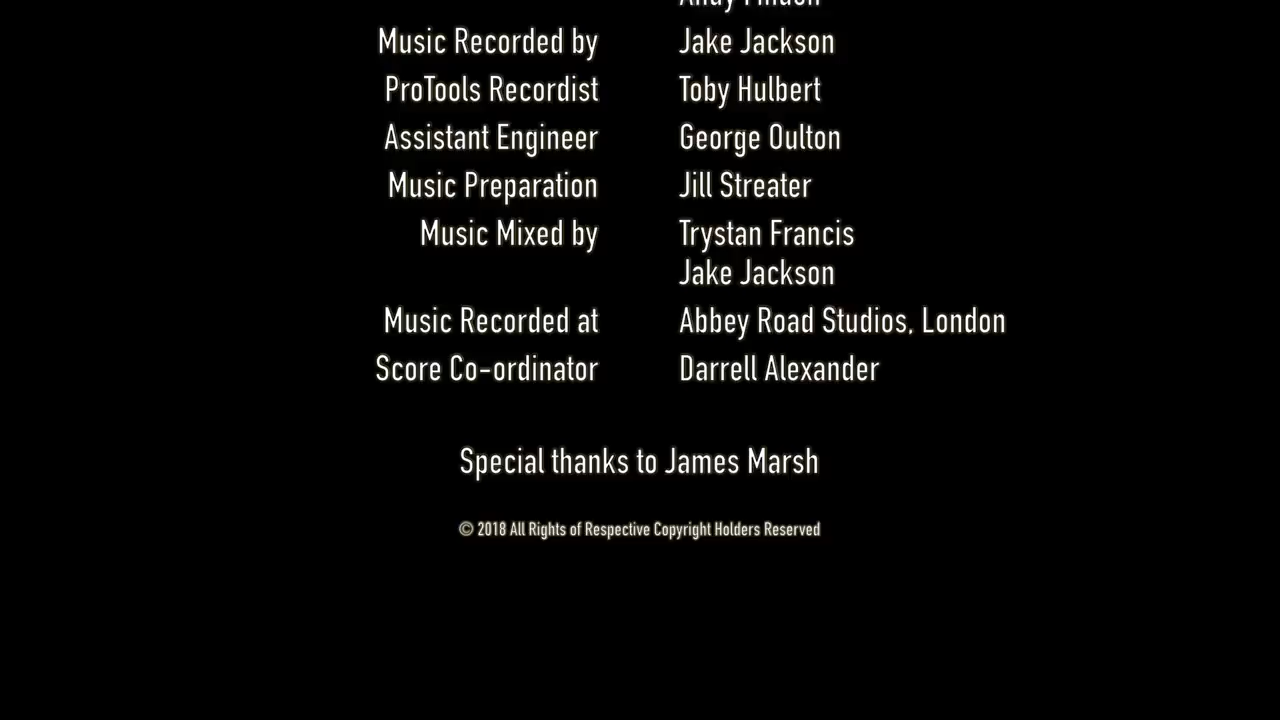 Music Recorded by Jake Jackson
ProTools Recordist Toby Hulbert
Assistant Engineer George Oulton
Music Preparation Jill Streater
Music Mixed by Trystan Francis
Jake Jackson
Music Recorded at Abbey Road Studios, London
Score Co-ordinator Darrell Alexander
Special thanks to James Marsh
© 2018 All Rights of Respective Copyright Holders Reserved